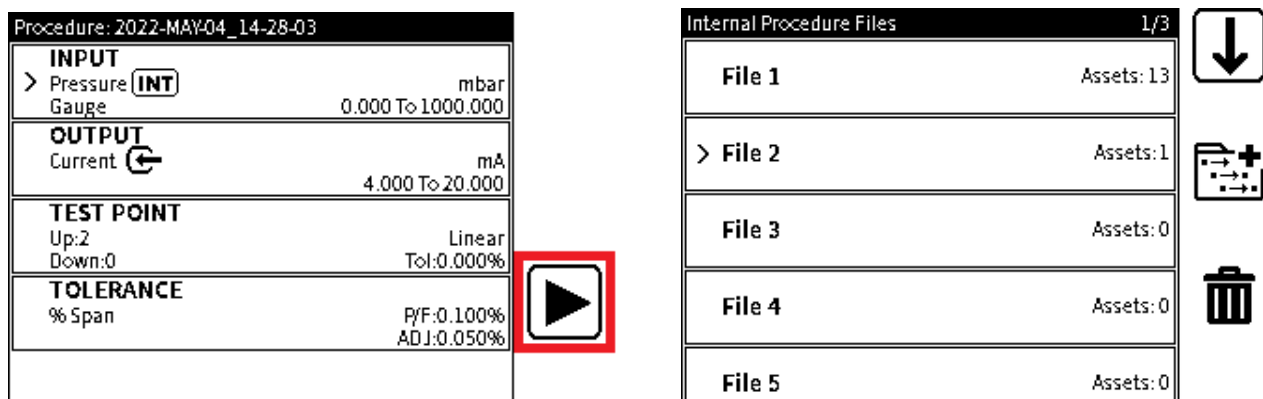 Procedure: 2022-MAY-04_14-28-03
INPUT
> Pressure INT mbar
Gauge 0.000 To 1000.000
OUTPUT
Current mA
4.000 To 20.000
TEST POINT
Up:2 Linear
Down:0 Tol:0.000%
TOLERANCE
% Span P/F:0.100%
ADJ:0.050%
Internal Procedure Files 1/3
File 1 Assets: 13
> File 2 Assets:1
File 3 Assets: 0
File 4 Assets: 0
File 5 Assets: 0